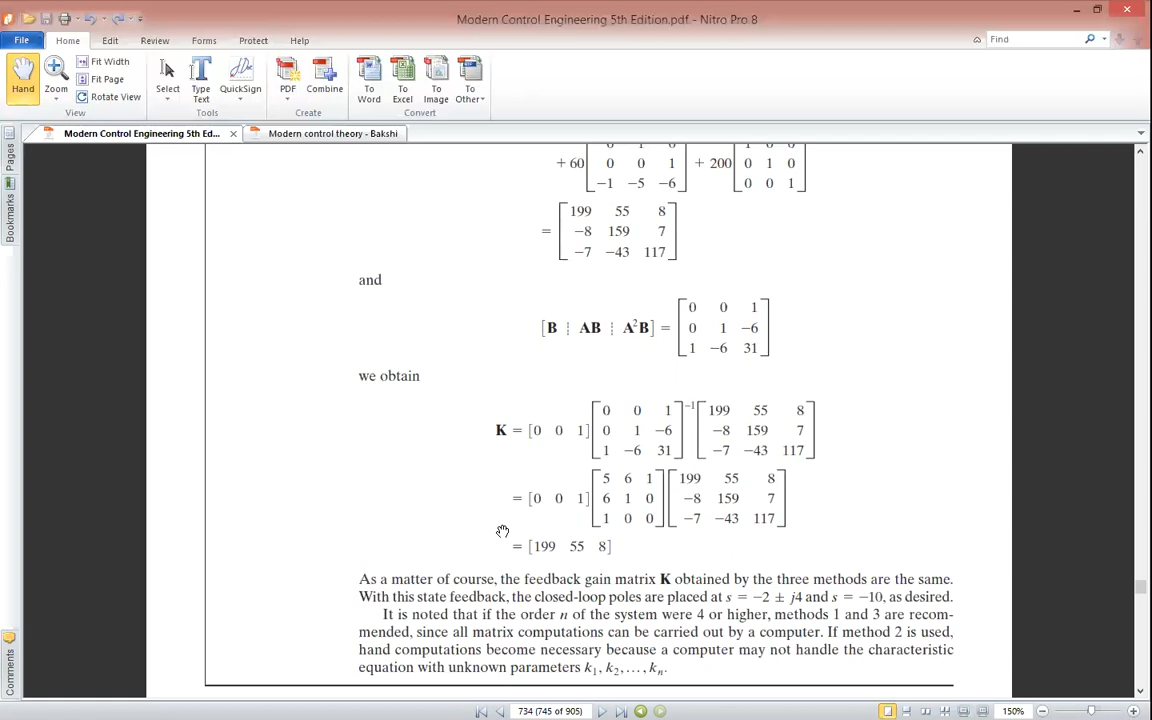 Modern Control Engineering 5th Edition.pdf - Nitro Pro 8
File Home Edit Review Forms Protect Help Find
Hand Zoom Fit Width Fit Page Rotate View Select Type Text QuickSign PDF Combine To Word To Excel To Image To Other
View Tools Create Convert
Modern Control Engineering 5th Ed... Modern control theory - Bakshi
Pages
Bookmarks
Comments
0 1 0 1 0 0
+ 60 0 0 1 + 200 0 1 0
−1 −5 −6 0 0 1
199 55 8
= −8 159 7
−7 −43 117
and
0 0 1
[B ⋮ AB ⋮ A²B] = 0 1 −6
1 −6 31
we obtain
0 0 1 −1 199 55 8
K = [0 0 1] 0 1 −6 −8 159 7
1 −6 31 −7 −43 117
5 6 1 199 55 8
= [0 0 1] 6 1 0 −8 159 7
1 0 0 −7 −43 117
= [199 55 8]
As a matter of course, the feedback gain matrix K obtained by the three methods are the same.
With this state feedback, the closed-loop poles are placed at s = −2 ± j4 and s = −10, as desired.
It is noted that if the order n of the system were 4 or higher, methods 1 and 3 are recom-
mended, since all matrix computations can be carried out by a computer. If method 2 is used,
hand computations become necessary because a computer may not handle the characteristic
equation with unknown parameters k₁, k₂, . . . , kₙ.
734 (745 of 905) 150%